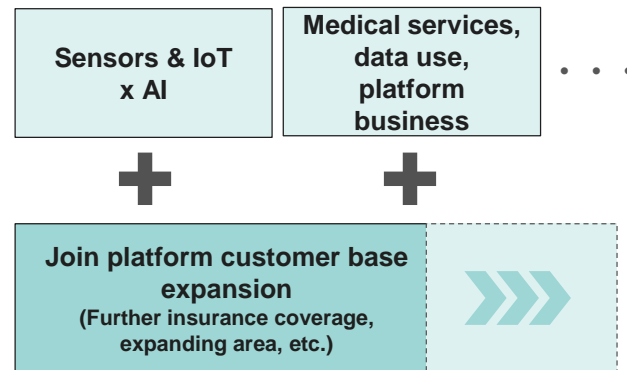 Sensors & IoT
x AI
Medical services,
data use,
platform
business
・・・
Join platform customer base
expansion
(Further insurance coverage,
expanding area, etc.)